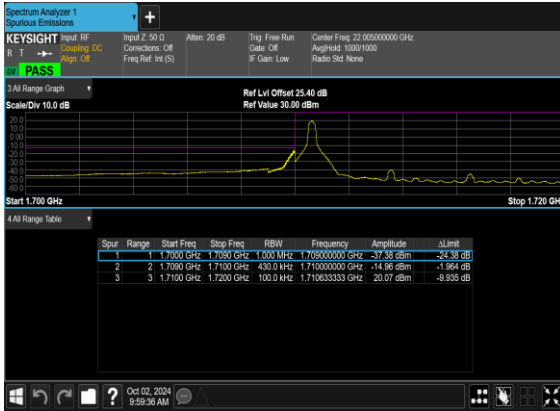 Spectrum Analyzer 1
Spurious Emissions
+
KEYSIGHT Input: RF Input Z: 50 Ω Atten: 20 dB Trig: Free Run Center Freq: 22.005000000 GHz
R T Coupling: DC Corrections: Off Gate: Off Avg|Hold: 1000/1000
Align: Off Freq Ref: Int (S) IF Gain: Low Radio Std: None
PASS
3 All Range Graph
Ref Lvl Offset 25.40 dB
Scale/Div 10.0 dB Ref Value 30.00 dBm
20.0
10.0
0.00
-10.0
-20.0
-30.0
-40.0
-50.0
-60.0
Start 1.700 GHz Stop 1.720 GH
4 All Range Table
Spur Range Start Freq Stop Freq RBW Frequency Amplitude ΔLimit
1 1 1.7000 GHz 1.7090 GHz 1.000 MHz 1.709000000 GHz -37.38 dBm -24.38 dB
2 2 1.7090 GHz 1.7100 GHz 430.0 kHz 1.710000000 GHz -14.96 dBm -1.964 dB
3 3 1.7100 GHz 1.7200 GHz 100.0 kHz 1.710633333 GHz 20.07 dBm -9.935 dB
? Oct 02, 2024
9:59:36 AM